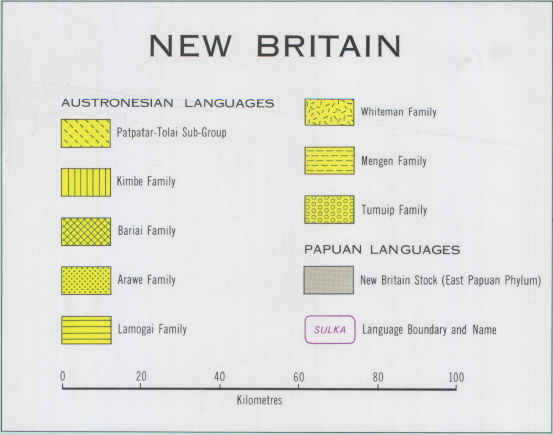 NEW BRITAIN
AUSTRONESIAN LANGUAGES
Patpatar-Tolai Sub-Group
Kimbe Family
Bariai Family
Arawe Family
Lamogai Family
Whiteman Family
Mengen Family
Tumuip Family
PAPUAN LANGUAGES
New Britain Stock (East Papuan Phylum)
SULKA Language Boundary and Name
0 20 40 60 80 100
Kilometres